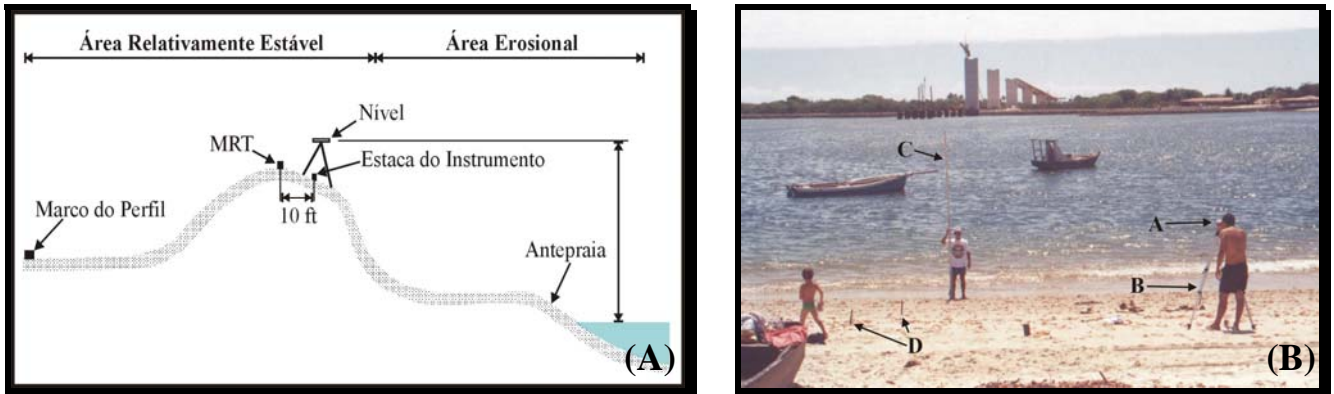 Área Relativamente Estável
Área Erosional
Nível
MRT
Estaca do Instrumento
10 ft
Marco do Perfil
Antepraia
(A)
C
A
B
D
(B)